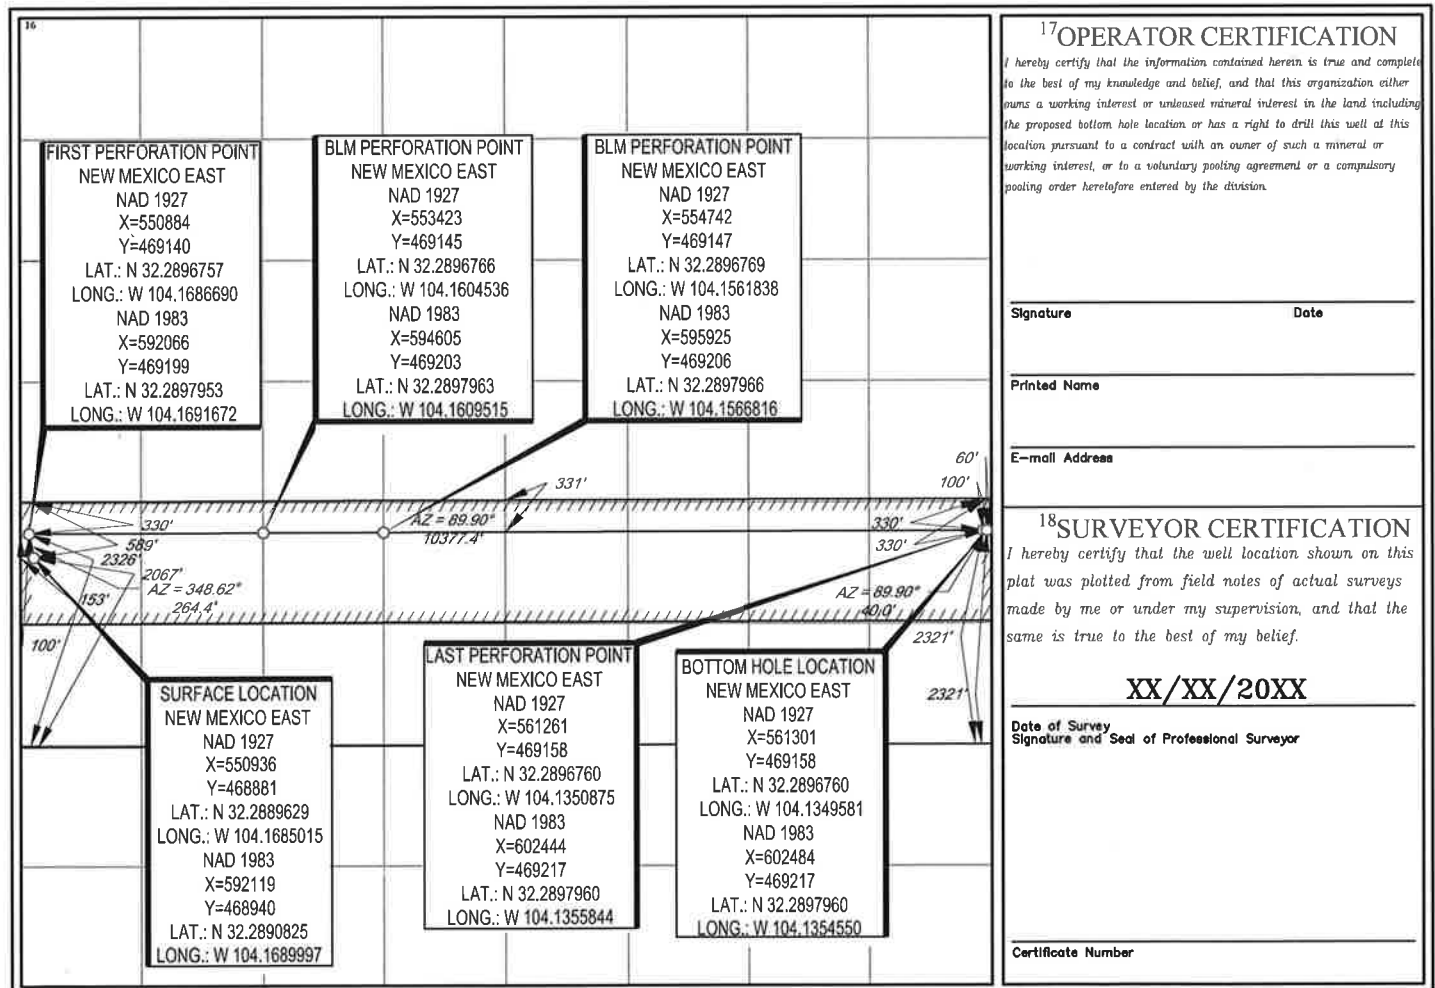 16
FIRST PERFORATION POINT
NEW MEXICO EAST
NAD 1927
X=550884
Y=469140
LAT.: N 32.2896757
LONG.: W 104.1686690
NAD 1983
X=592066
Y=469199
LAT.: N 32.2897953
LONG.: W 104.1691672
BLM PERFORATION POINT
NEW MEXICO EAST
NAD 1927
X=553423
Y=469145
LAT.: N 32.2896766
LONG.: W 104.1604536
NAD 1983
X=594605
Y=469203
LAT.: N 32.2897963
LONG.: W 104.1609515
BLM PERFORATION POINT
NEW MEXICO EAST
NAD 1927
X=554742
Y=469147
LAT.: N 32.2896769
LONG.: W 104.1561838
NAD 1983
X=595925
Y=469206
LAT.: N 32.2897966
LONG.: W 104.1566816
60'
100'
331'
330'
589'
2326'
2067'
AZ = 348.62°
264.4'
153'
100'
AZ = 89.90°
10377.4'
330'
330'
AZ = 89.90°
40.0'
2321'
2321'
SURFACE LOCATION
NEW MEXICO EAST
NAD 1927
X=550936
Y=468881
LAT.: N 32.2889629
LONG.: W 104.1685015
NAD 1983
X=592119
Y=468940
LAT.: N 32.2890825
LONG.: W 104.1689997
LAST PERFORATION POINT
NEW MEXICO EAST
NAD 1927
X=561261
Y=469158
LAT.: N 32.2896760
LONG.: W 104.1350875
NAD 1983
X=602444
Y=469217
LAT.: N 32.2897960
LONG.: W 104.1355844
BOTTOM HOLE LOCATION
NEW MEXICO EAST
NAD 1927
X=561301
Y=469158
LAT.: N 32.2896760
LONG.: W 104.1349581
NAD 1983
X=602484
Y=469217
LAT.: N 32.2897960
LONG.: W 104.1354550
17 OPERATOR CERTIFICATION
I hereby certify that the information contained herein is true and complete
to the best of my knowledge and belief, and that this organization either
owns a working interest or unleased mineral interest in the land including
the proposed bottom hole location or has a right to drill this well at this
location pursuant to a contract with an owner of such a mineral or
working interest, or to a voluntary pooling agreement or a compulsory
pooling order heretofore entered by the division.
Signature Date
Printed Name
E-mail Address
18 SURVEYOR CERTIFICATION
I hereby certify that the well location shown on this
plat was plotted from field notes of actual surveys
made by me or under my supervision, and that the
same is true to the best of my belief.
XX/XX/20XX
Date of Survey
Signature and Seal of Professional Surveyor
Certificate Number